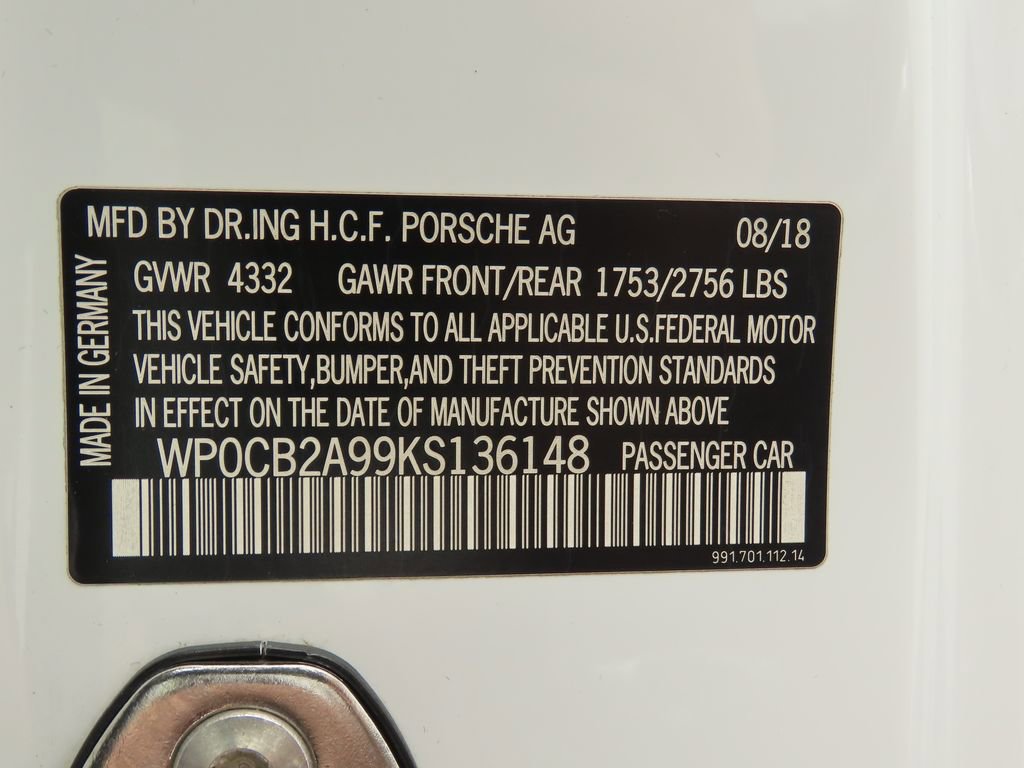 MFD BY DR.ING H.C.F. PORSCHE AG 08/18
GVWR 4332 GAWR FRONT/REAR 1753/2756 LBS
THIS VEHICLE CONFORMS TO ALL APPLICABLE U.S.FEDERAL MOTOR
VEHICLE SAFETY,BUMPER,AND THEFT PREVENTION STANDARDS
IN EFFECT ON THE DATE OF MANUFACTURE SHOWN ABOVE
WP0CB2A99KS136148 PASSENGER CAR
991.701.112.14
MADE IN GERMANY